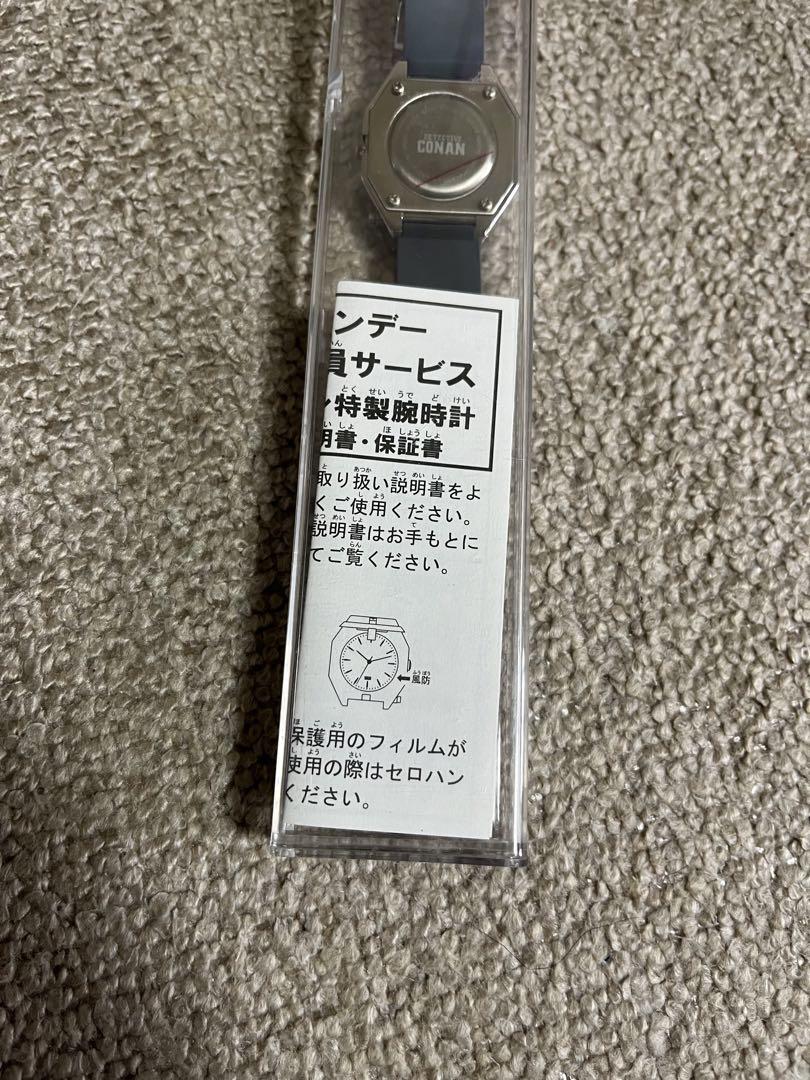 DETECTIVE
CONAN
ンデー
員サービス
特製腕時計
明書・保証書
取り扱い説明書をよ
くご使用ください。
説明書はお手もとに
てご覧ください。
風防
保護用のフィルムが
使用の際はセロハン
ください。